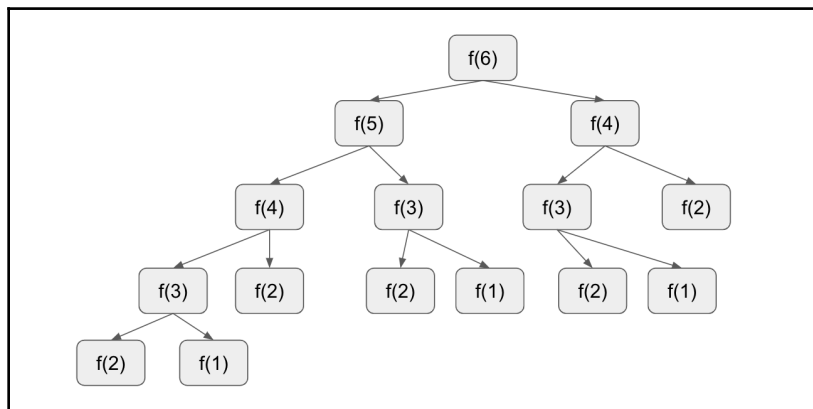 f(6)
f(5) f(4)
f(4) f(3) f(3) f(2)
f(3) f(2) f(2) f(1) f(2) f(1)
f(2) f(1)